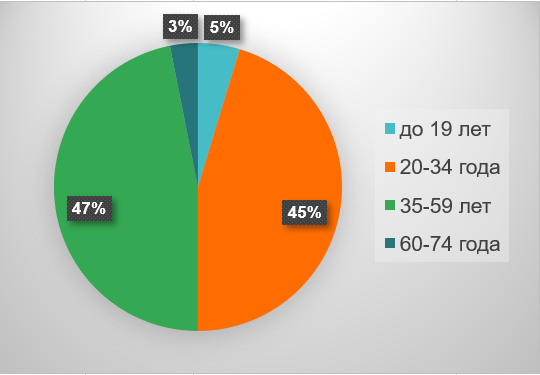 3%
5%
47%
45%
до 19 лет
20-34 года
35-59 лет
60-74 года